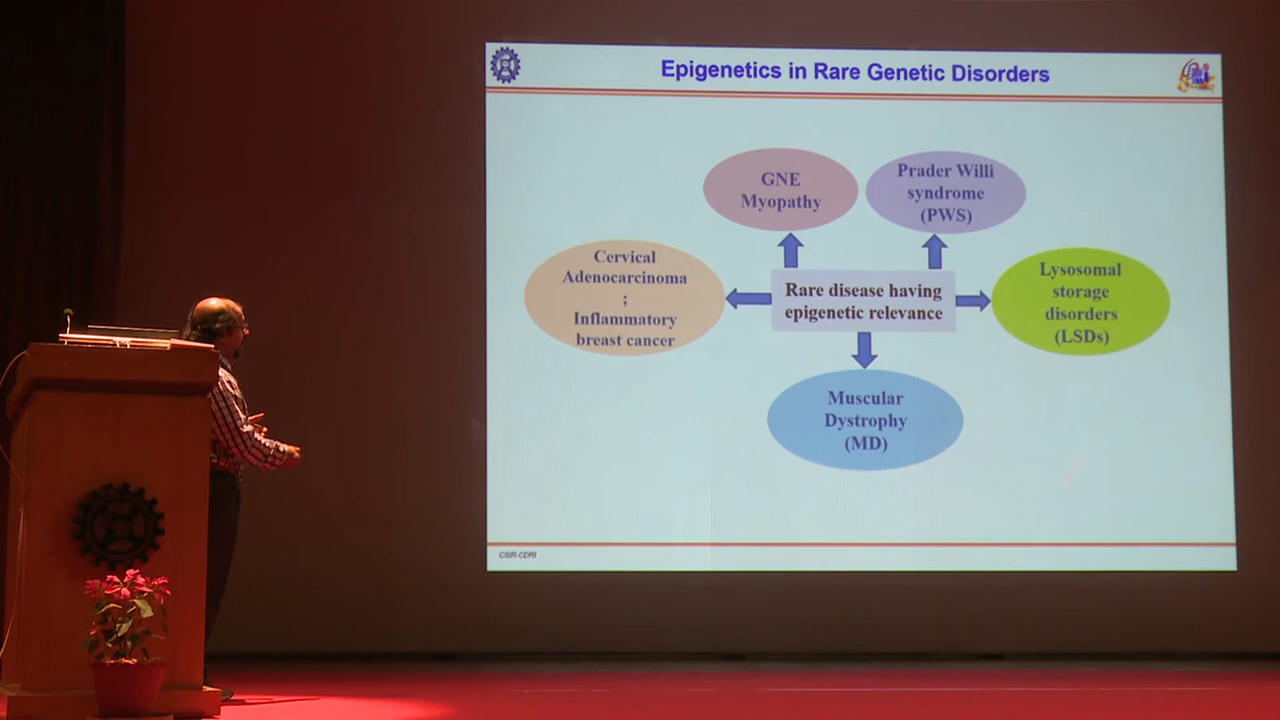 Epigenetics in Rare Genetic Disorders
GNE
Myopathy
Prader Willi
syndrome
(PWS)
Cervical
Adenocarcinoma
;
Inflammatory
breast cancer
Rare disease having
epigenetic relevance
Lysosomal
storage
disorders
(LSDs)
Muscular
Dystrophy
(MD)
CSIR-CDRI